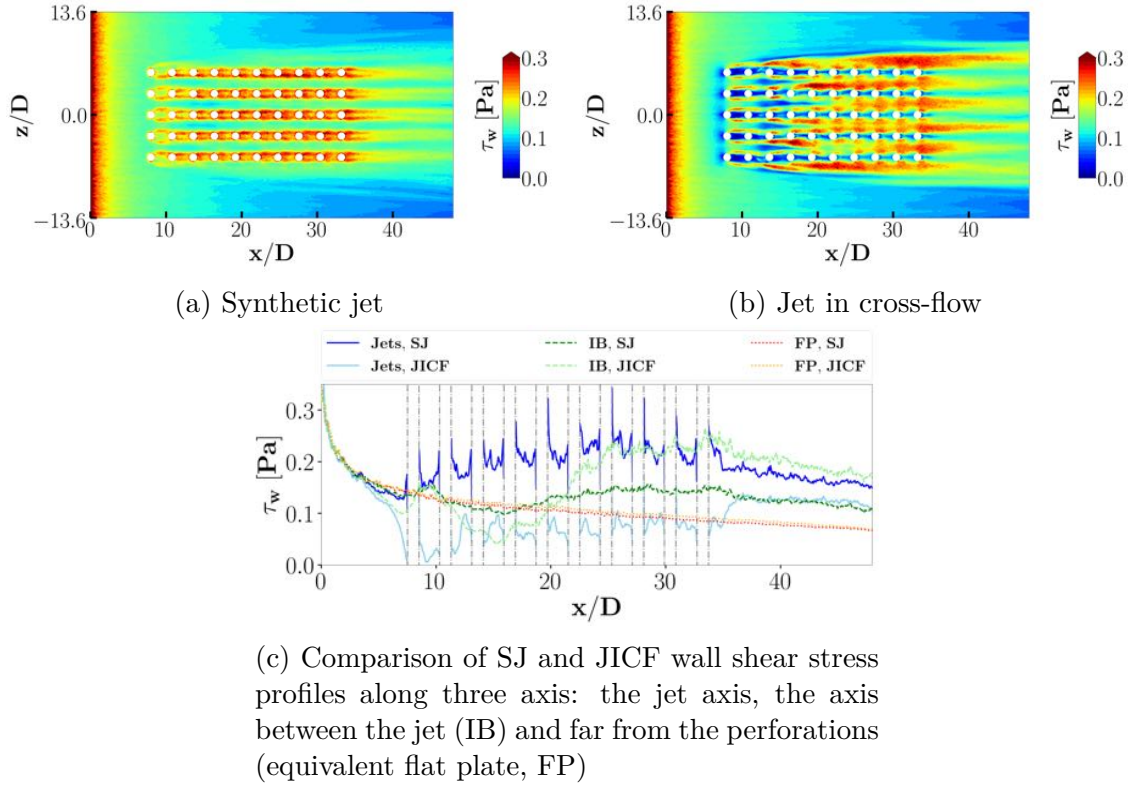 13.6
0.0
−13.6
z/D
0
10
20
30
40
x/D
0.3
0.2
0.1
0.0
τw [Pa]
(a) Synthetic jet
13.6
0.0
−13.6
z/D
0
10
20
30
40
x/D
0.3
0.2
0.1
0.0
τw [Pa]
(b) Jet in cross-flow
Jets, SJ
IB, SJ
FP, SJ
Jets, JICF
IB, JICF
FP, JICF
0.3
0.2
0.1
0.0
τw [Pa]
0
10
20
30
40
x/D
(c) Comparison of SJ and JICF wall shear stress
profiles along three axis: the jet axis, the axis
between the jet (IB) and far from the perforations
(equivalent flat plate, FP)